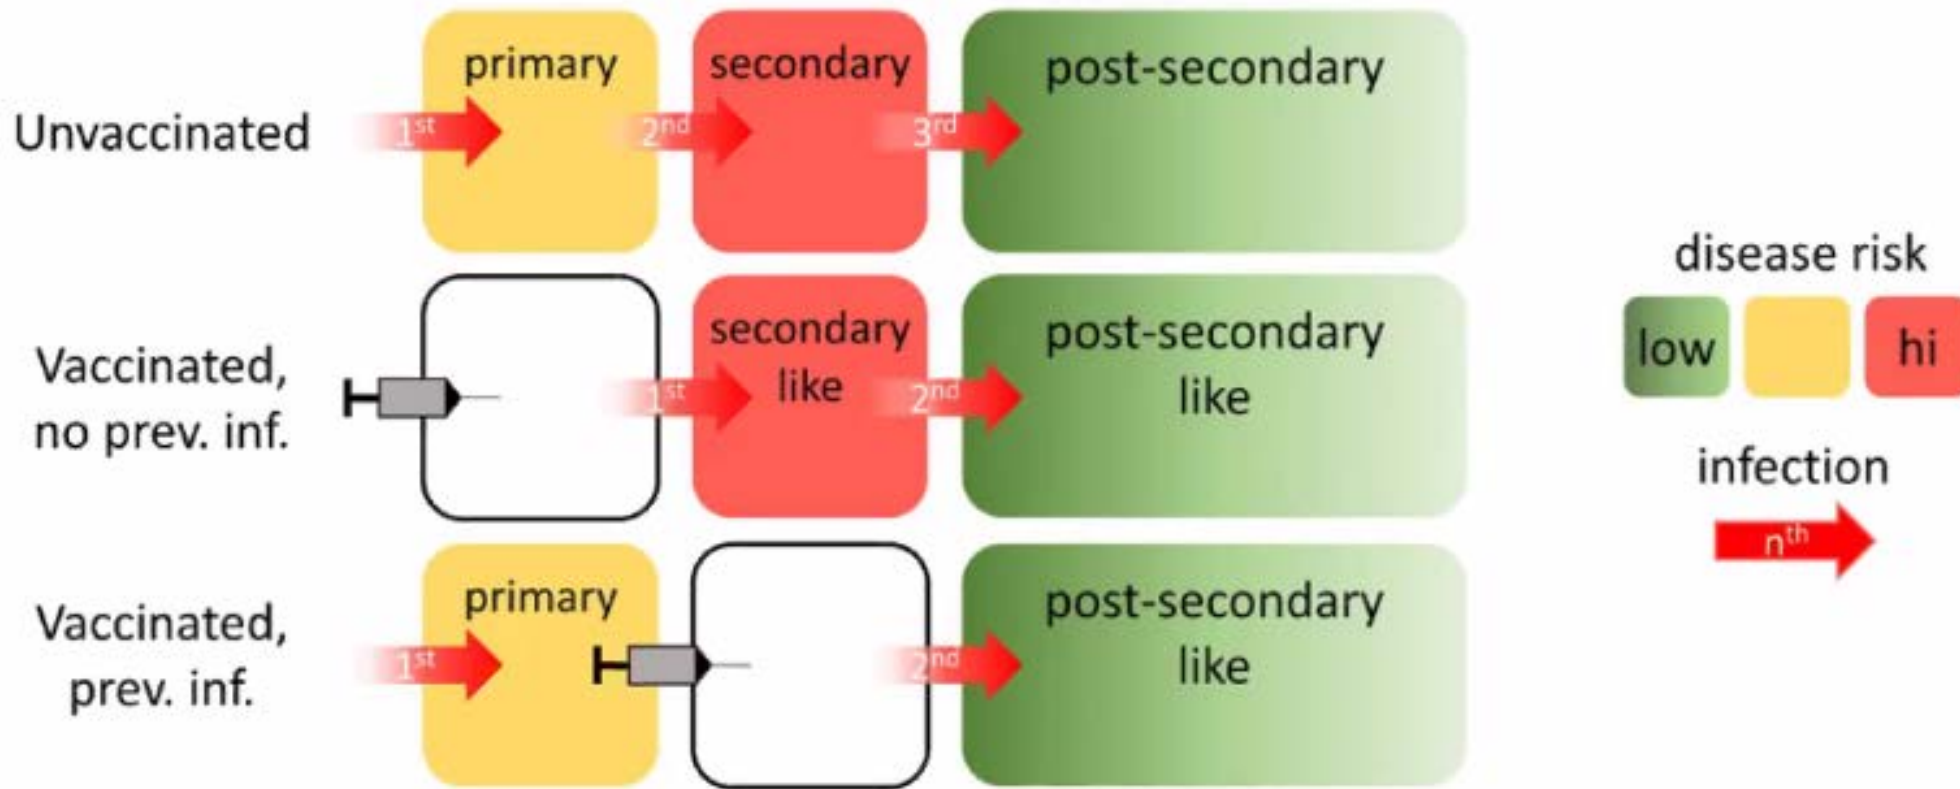 primary
secondary
post-secondary
Unvaccinated
1st
2nd
3rd
Vaccinated,
no prev. inf.
secondary
like
post-secondary
like
1st
2nd
Vaccinated,
prev. inf.
primary
post-secondary
like
1st
2nd
disease risk
low
hi
infection
nth